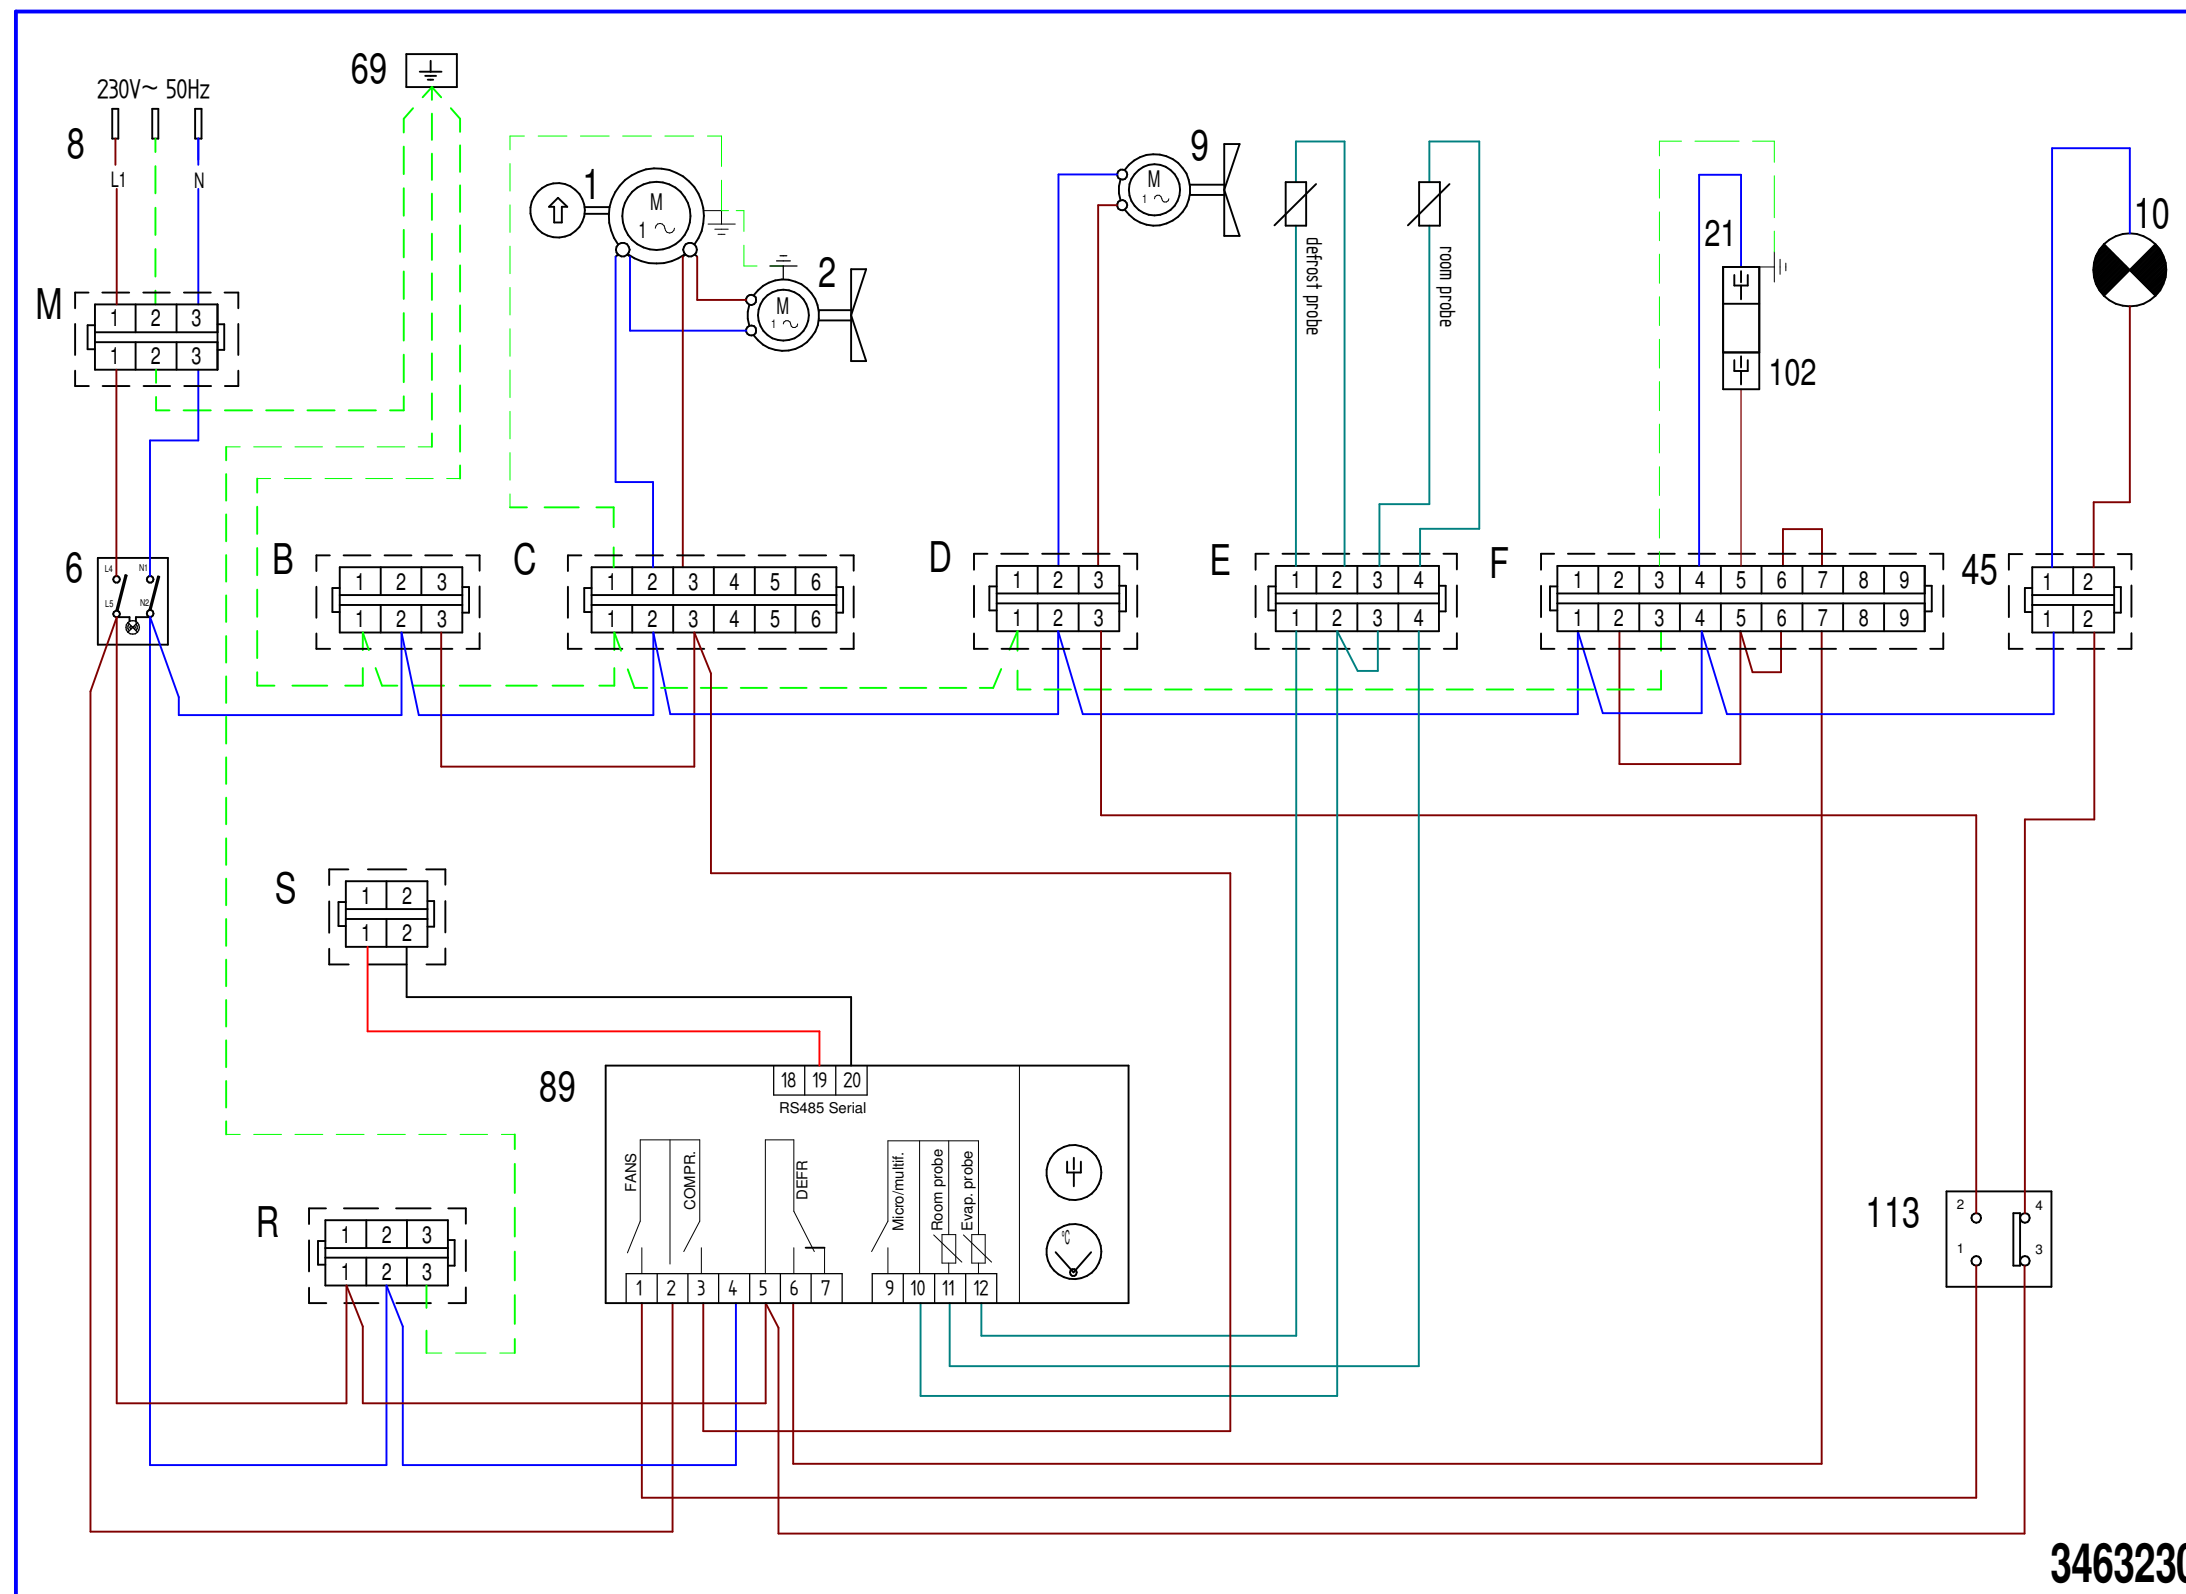 69
230V~ 50Hz
8
L1 N
1
M
1
2
M
1
9
M
1
defrost probe
room probe
21
102
10
M
1 2 3
1 2 3
6
L4 N1
L5 N2
B
1 2 3
1 2 3
C
1 2 3 4 5 6
1 2 3 4 5 6
D
1 2 3
1 2 3
E
1 2 3 4
1 2 3 4
F
1 2 3 4 5 6 7 8 9
1 2 3 4 5 6 7 8 9
45
1 2
1 2
S
1 2
1 2
89
18 19 20
RS485 Serial
FANS
COMPR.
DEFR
Micro/multif.
Room probe
Evap. probe
°C
1 2 3 4 5 6 7 9 10 11 12
R
1 2 3
1 2 3
113
2 4
1 3
346323